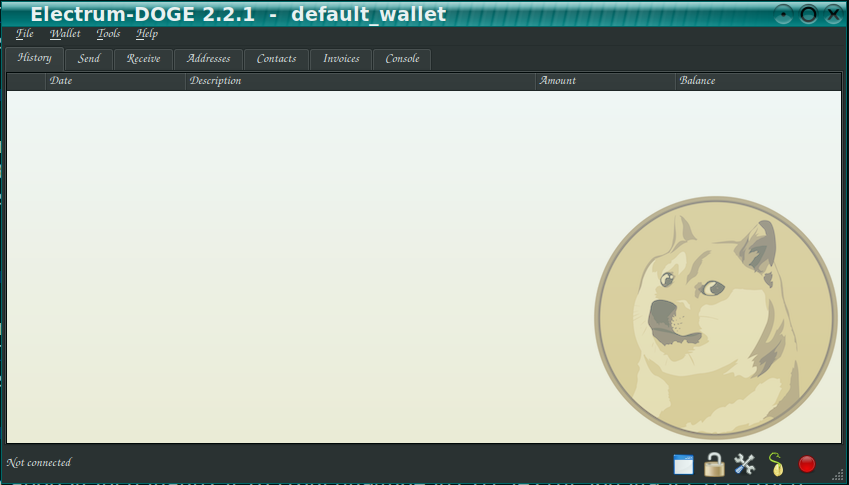 Electrum-DOGE 2.2.1 - default_wallet
File Wallet Tools Help
History Send Receive Addresses Contacts Invoices Console
Date Description Amount Balance
Not connected